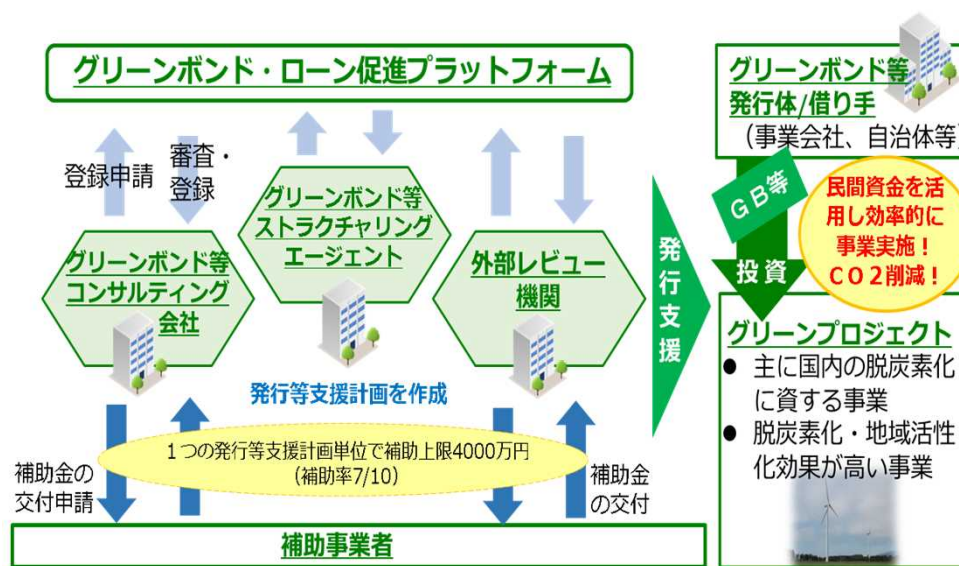 グリーンボンド・ローン促進プラットフォーム
登録申請
審査・
登録
グリーンボンド等
コンサルティング
会社
グリーンボンド等
ストラクチャリング
エージェント
外部レビュー
機関
発行等支援計画を作成
1つの発行等支援計画単位で補助上限4000万円
(補助率7/10)
補助金の
交付申請
補助金
の交付
補助事業者
発行支援
グリーンボンド等
発行体/借り手
（事業会社、自治体等）
GB等
投資
民間資金を活
用し効率的に
事業実施！
CO2削減！
グリーンプロジェクト
● 主に国内の脱炭素化
に資する事業
● 脱炭素化・地域活性
化効果が高い事業